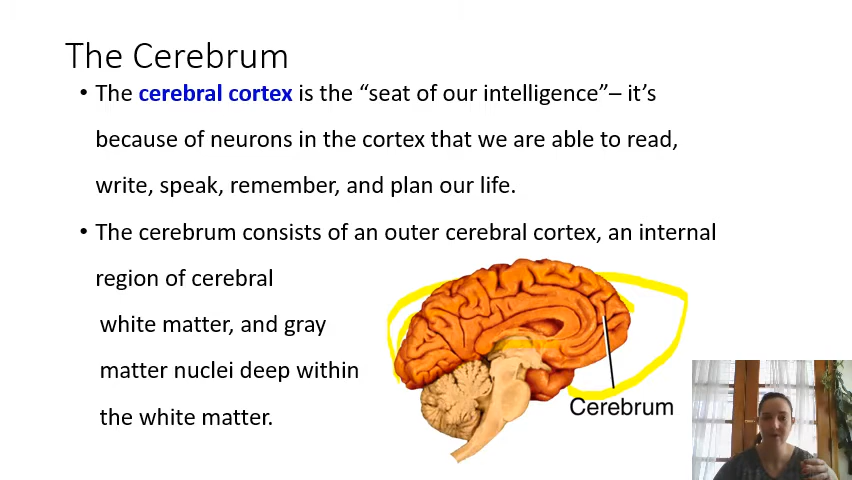 The Cerebrum
• The cerebral cortex is the “seat of our intelligence”– it’s
because of neurons in the cortex that we are able to read,
write, speak, remember, and plan our life.
• The cerebrum consists of an outer cerebral cortex, an internal
region of cerebral
white matter, and gray
matter nuclei deep within
the white matter.
Cerebrum